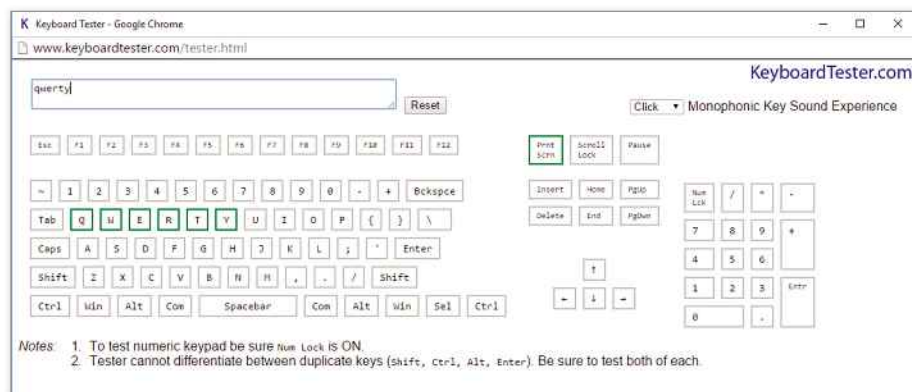 K Keyboard Tester - Google Chrome
www.keyboardtester.com/tester.html
KeyboardTester.com
qwerty
Reset
Click Monophonic Key Sound Experience
Esc F1 F2 F3 F4 F5 F6 F7 F8 F9 F10 F11 F12 Prnt Scrn Scroll Lock Pause
~ 1 2 3 4 5 6 7 8 9 0 - + Bckspce Insert Home PgUp Num Lck / * -
Tab Q W E R T Y U I O P { } \ Delete End PgDwn 7 8 9 +
Caps A S D F G H J K L ; ' Enter 4 5 6
Shift Z X C V B N M , . / Shift ↑ 1 2 3 Entr
Ctrl Win Alt Com Spacebar Com Alt Win Sel Ctrl ← ↓ → 0 .
Notes: 1. To test numeric keypad be sure Num Lock is ON.
2. Tester cannot differentiate between duplicate keys (Shift, Ctrl, Alt, Enter). Be sure to test both of each.